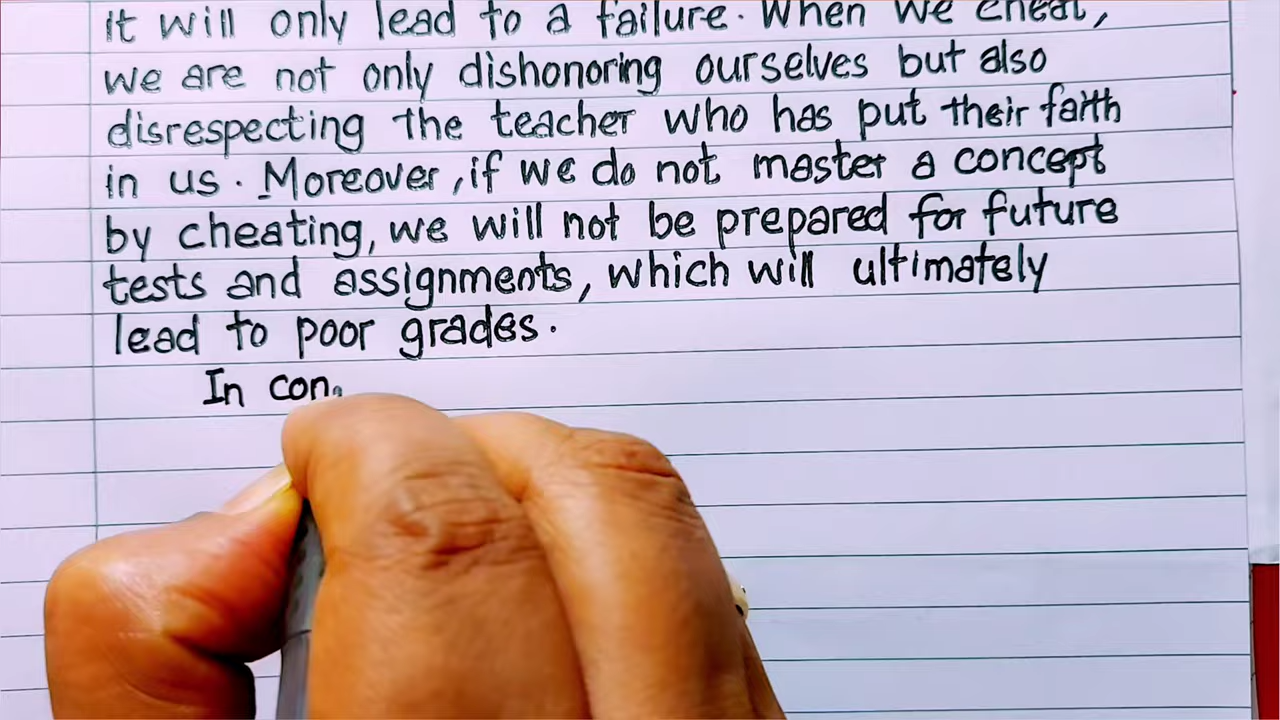 it will only lead to a failure. When we cheat,
we are not only dishonoring ourselves but also
disrespecting the teacher who has put their faith
in us. Moreover, if we do not master a concept
by cheating, we will not be prepared for future
tests and assignments, which will ultimately
lead to poor grades.
In con